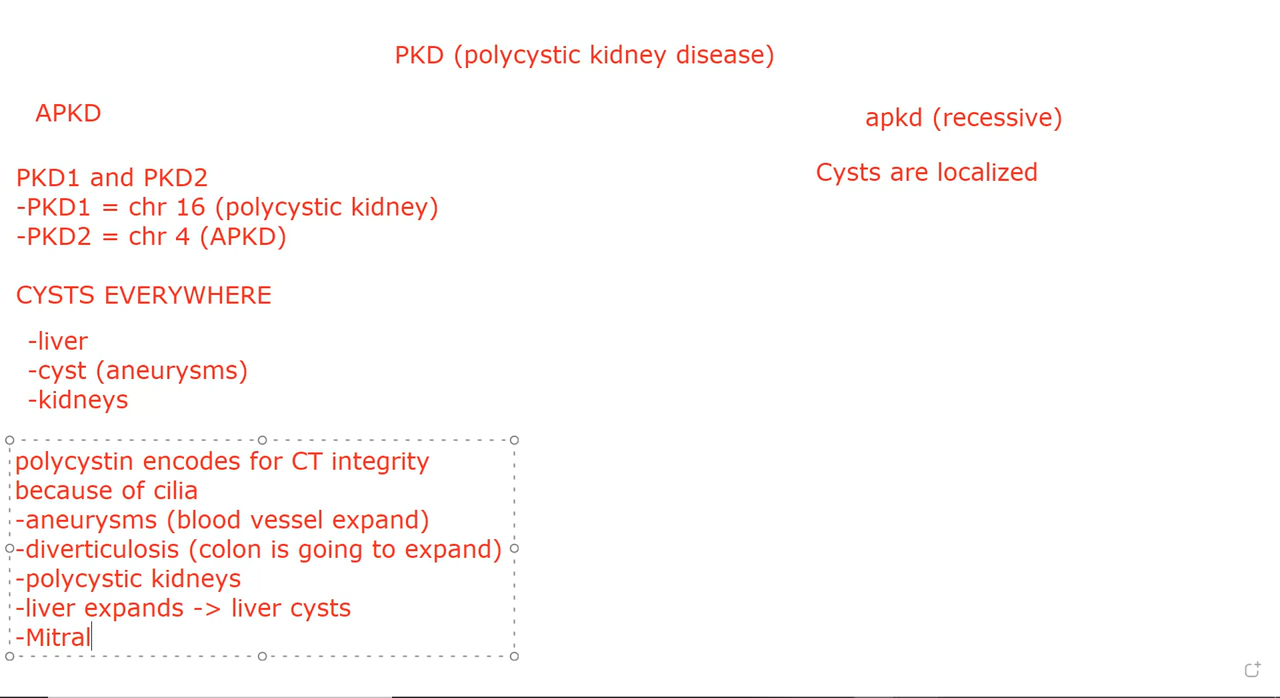 PKD (polycystic kidney disease)
APKD
PKD1 and PKD2
-PKD1 = chr 16 (polycystic kidney)
-PKD2 = chr 4 (APKD)
CYSTS EVERYWHERE
-liver
-cyst (aneurysms)
-kidneys
polycystin encodes for CT integrity
because of cilia
-aneurysms (blood vessel expand)
-diverticulosis (colon is going to expand)
-polycystic kidneys
-liver expands -> liver cysts
-Mitral
apkd (recessive)
Cysts are localized